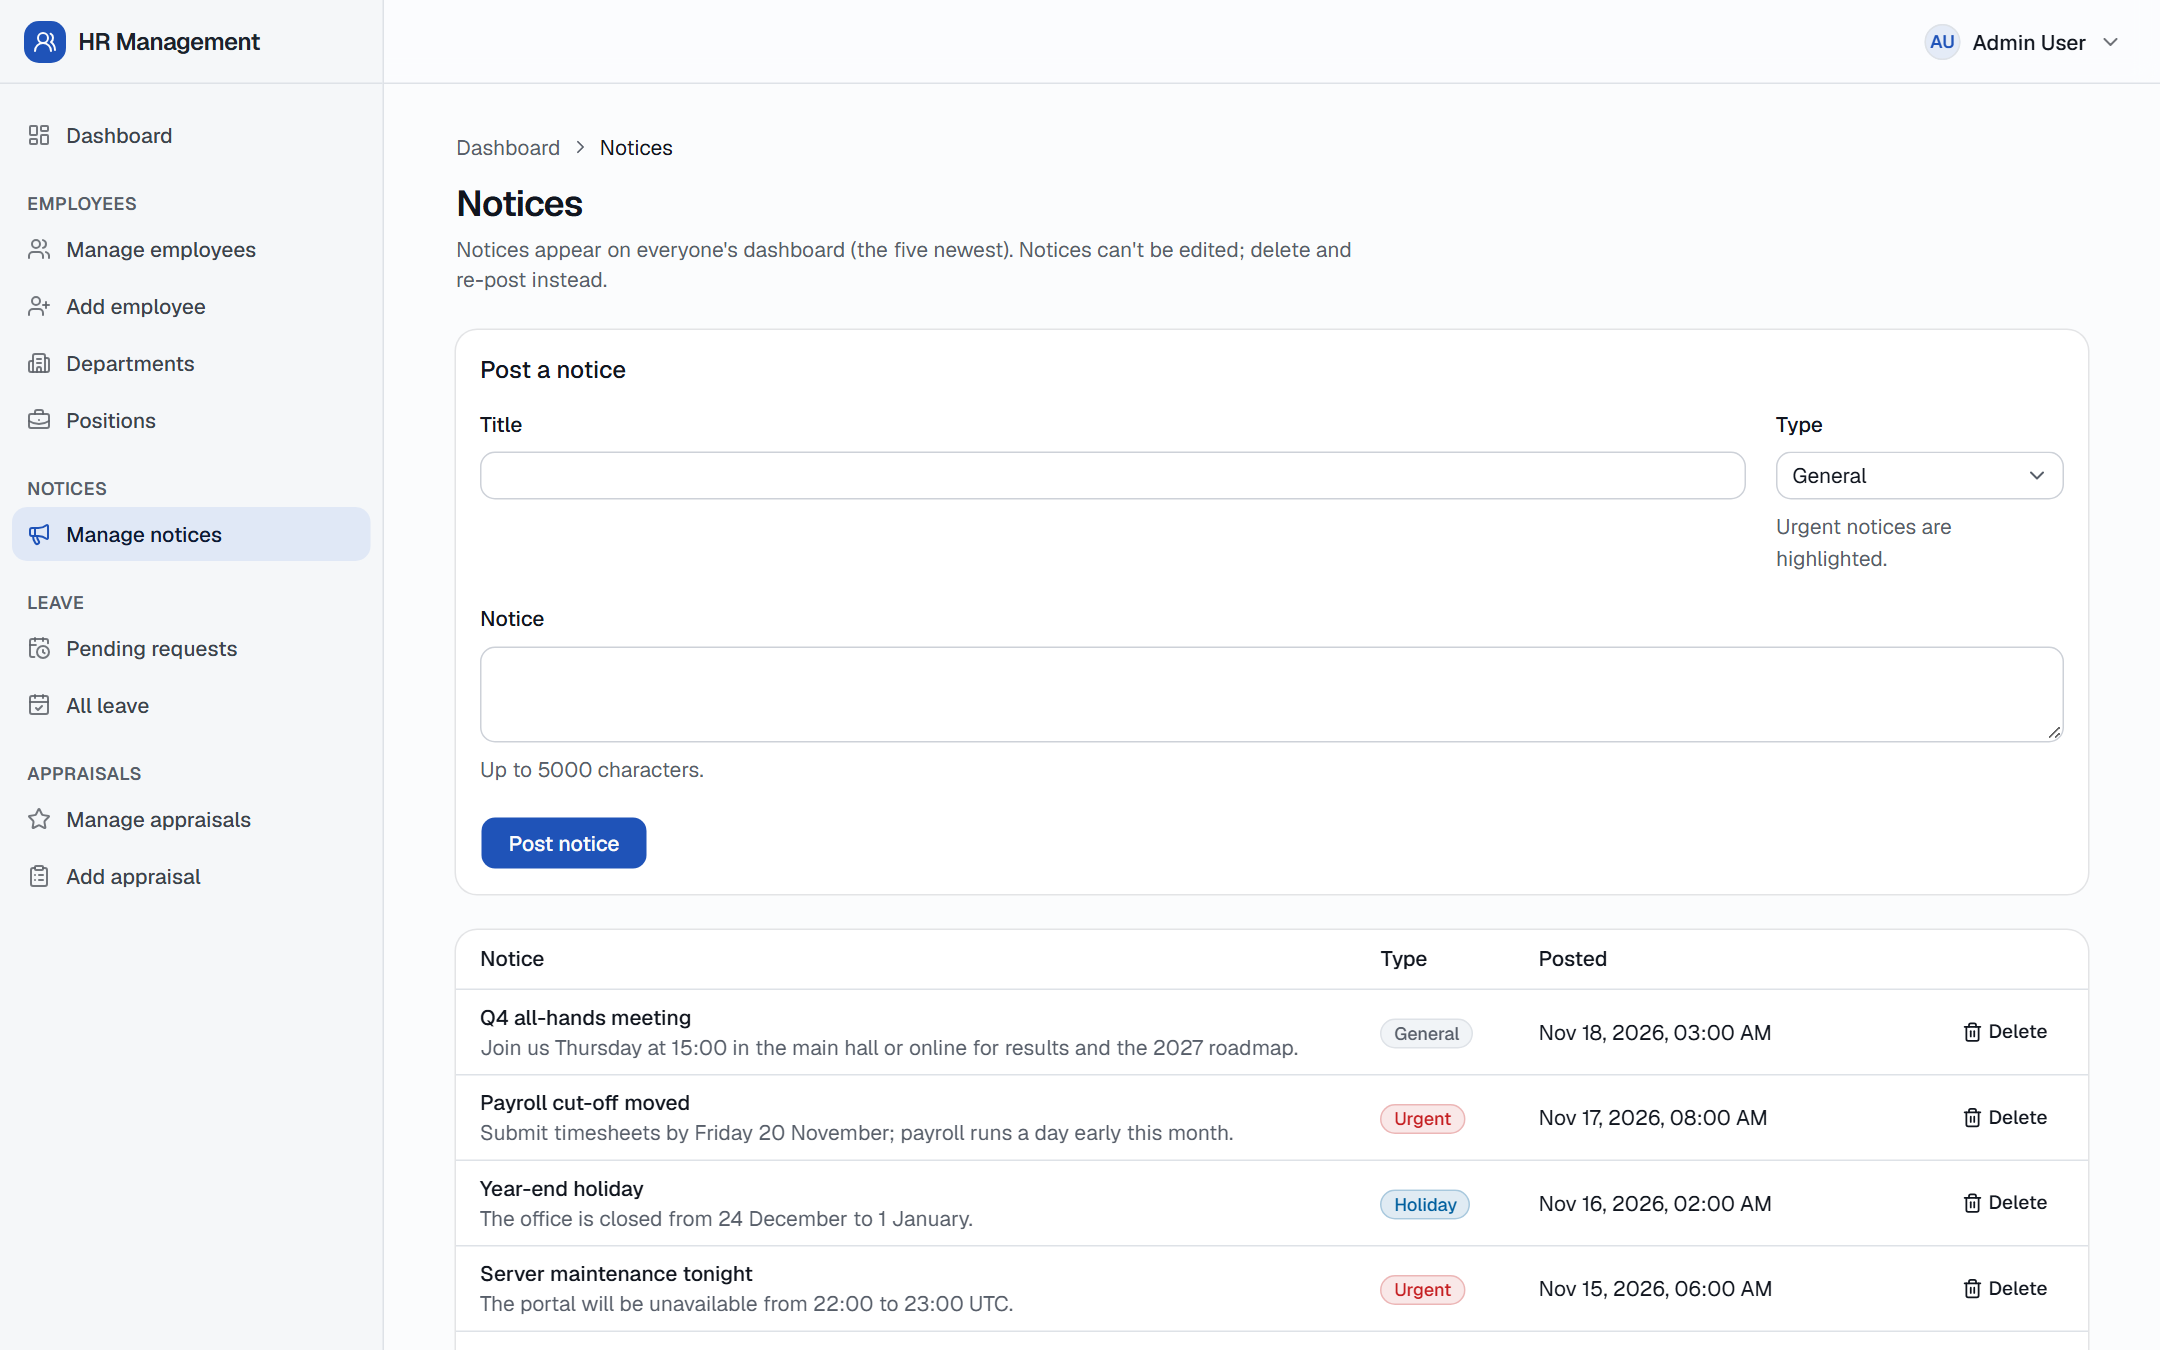 HR Management
AU Admin User
Dashboard
EMPLOYEES
Manage employees
Add employee
Departments
Positions
NOTICES
Manage notices
LEAVE
Pending requests
All leave
APPRAISALS
Manage appraisals
Add appraisal
Dashboard > Notices
Notices
Notices appear on everyone's dashboard (the five newest). Notices can't be edited; delete and
re-post instead.
Post a notice
Title
Type
General
Urgent notices are
highlighted.
Notice
Up to 5000 characters.
Post notice
Notice Type Posted
Q4 all-hands meeting
Join us Thursday at 15:00 in the main hall or online for results and the 2027 roadmap.
General
Nov 18, 2026, 03:00 AM
Delete
Payroll cut-off moved
Submit timesheets by Friday 20 November; payroll runs a day early this month.
Urgent
Nov 17, 2026, 08:00 AM
Delete
Year-end holiday
The office is closed from 24 December to 1 January.
Holiday
Nov 16, 2026, 02:00 AM
Delete
Server maintenance tonight
The portal will be unavailable from 22:00 to 23:00 UTC.
Urgent
Nov 15, 2026, 06:00 AM
Delete